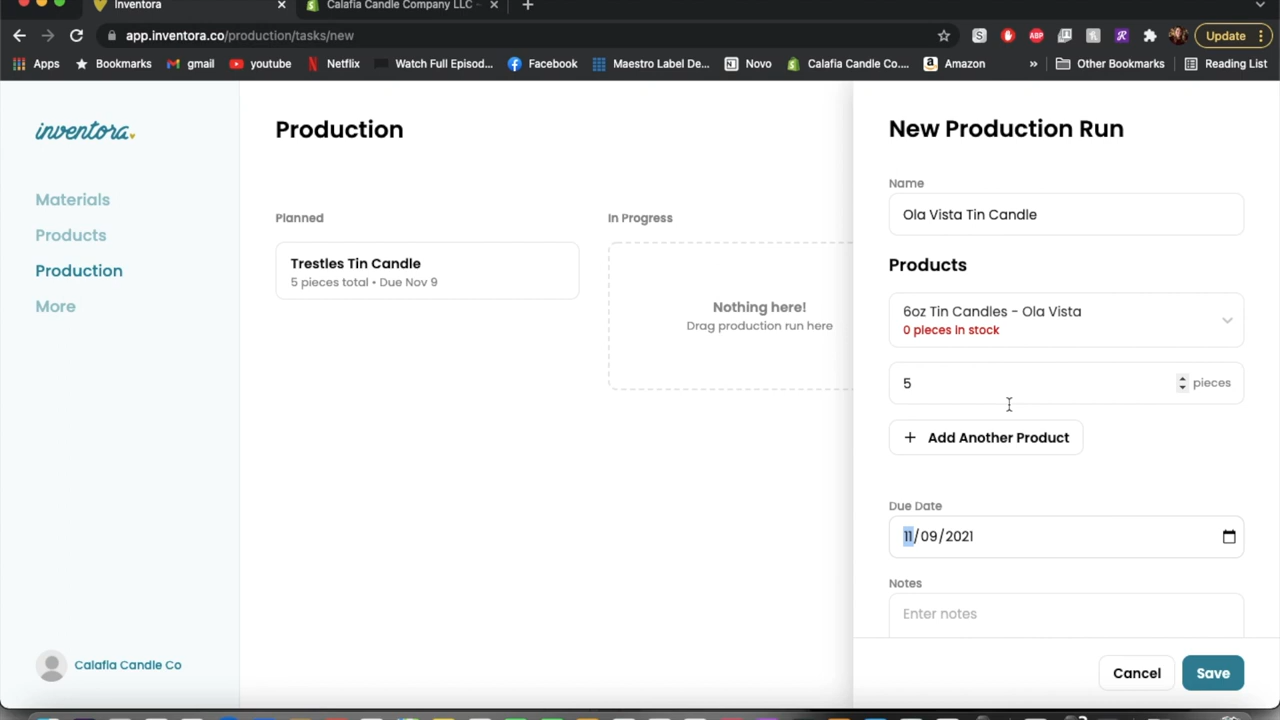 Inventora
Calafia Candle Company LLC -
app.inventora.co/production/tasks/new
Update
Apps
Bookmarks
gmail
youtube
Netflix
Watch Full Episod...
Facebook
Maestro Label De...
Novo
Calafia Candle Co....
Amazon
»
Other Bookmarks
Reading List
inventora
Materials
Products
Production
More
Calafia Candle Co
Production
Planned
Trestles Tin Candle
5 pieces total • Due Nov 9
In Progress
Nothing here!
Drag production run here
New Production Run
Name
Ola Vista Tin Candle
Products
6oz Tin Candles - Ola Vista
0 pieces in stock
5
pieces
+ Add Another Product
Due Date
11/09/2021
Notes
Enter notes
Cancel
Save